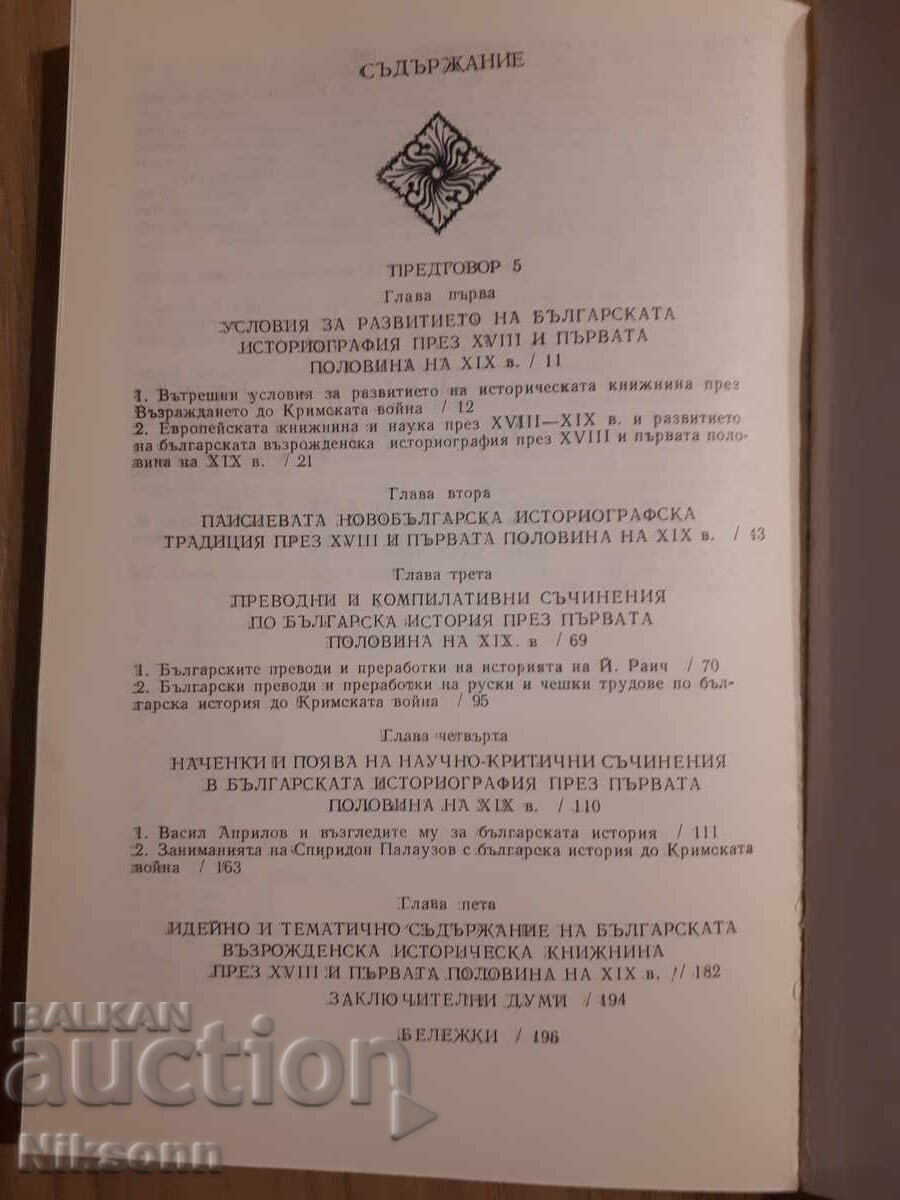 СЪДЪРЖАНИЕ
ПРЕДГОВОР 5
Глава първа
УСЛОВИЯ ЗА РАЗВИТИЕТО НА БЪЛГАРСКАТА
ИСТОРИОГРАФИЯ ПРЕЗ XVIII И ПЪРВАТА
ПОЛОВИНА НА XIX в. / 11
1. Вътрешни условия за развитието на историческата книжнина през
Възраждането до Кримската война / 12
2. Европейската книжнина и наука през XVIII—XIX в. и развитието
на българската възрожденска историография през XVIII и първата поло-
вина на XIX в. / 21
Глава втора
ПАИСИЕВАТА НОВОБЪЛГАРСКА ИСТОРИОГРАФСКА
ТРАДИЦИЯ ПРЕЗ XVIII И ПЪРВАТА ПОЛОВИНА НА XIX в. / 43
Глава трета
ПРЕВОДНИ И КОМПИЛАТИВНИ СЪЧИНЕНИЯ
ПО БЪЛГАРСКА ИСТОРИЯ ПРЕЗ ПЪРВАТА
ПОЛОВИНА НА XIX. в / 69
1. Българските преводи и преработки на историята на Й. Раич / 70
2. Български преводи и преработки на руски и чешки трудове по бъл-
гарска история до Кримската война / 95
Глава четвърта
НАЧЕНКИ И ПОЯВА НА НАУЧНО-КРИТИЧНИ СЪЧИНЕНИЯ
В БЪЛГАРСКАТА ИСТОРИОГРАФИЯ ПРЕЗ ПЪРВАТА
ПОЛОВИНА НА XIX в. / 110
1. Васил Априлов и възгледите му за българската история / 111
2. Заниманията на Спиридон Палаузов с българска история до Кримската
война / 163
Глава пета
ИДЕЙНО И ТЕМАТИЧНО СЪДЪРЖАНИЕ НА БЪЛГАРСКАТА
ВЪЗРОЖДЕНСКА ИСТОРИЧЕСКА КНИЖНИНА
ПРЕЗ XVIII И ПЪРВАТА ПОЛОВИНА НА XIX в. // 182
ЗАКЛЮЧИТЕЛНИ ДУМИ / 194
БЕЛЕЖКИ / 196
BALKAN
auction
Niksonn